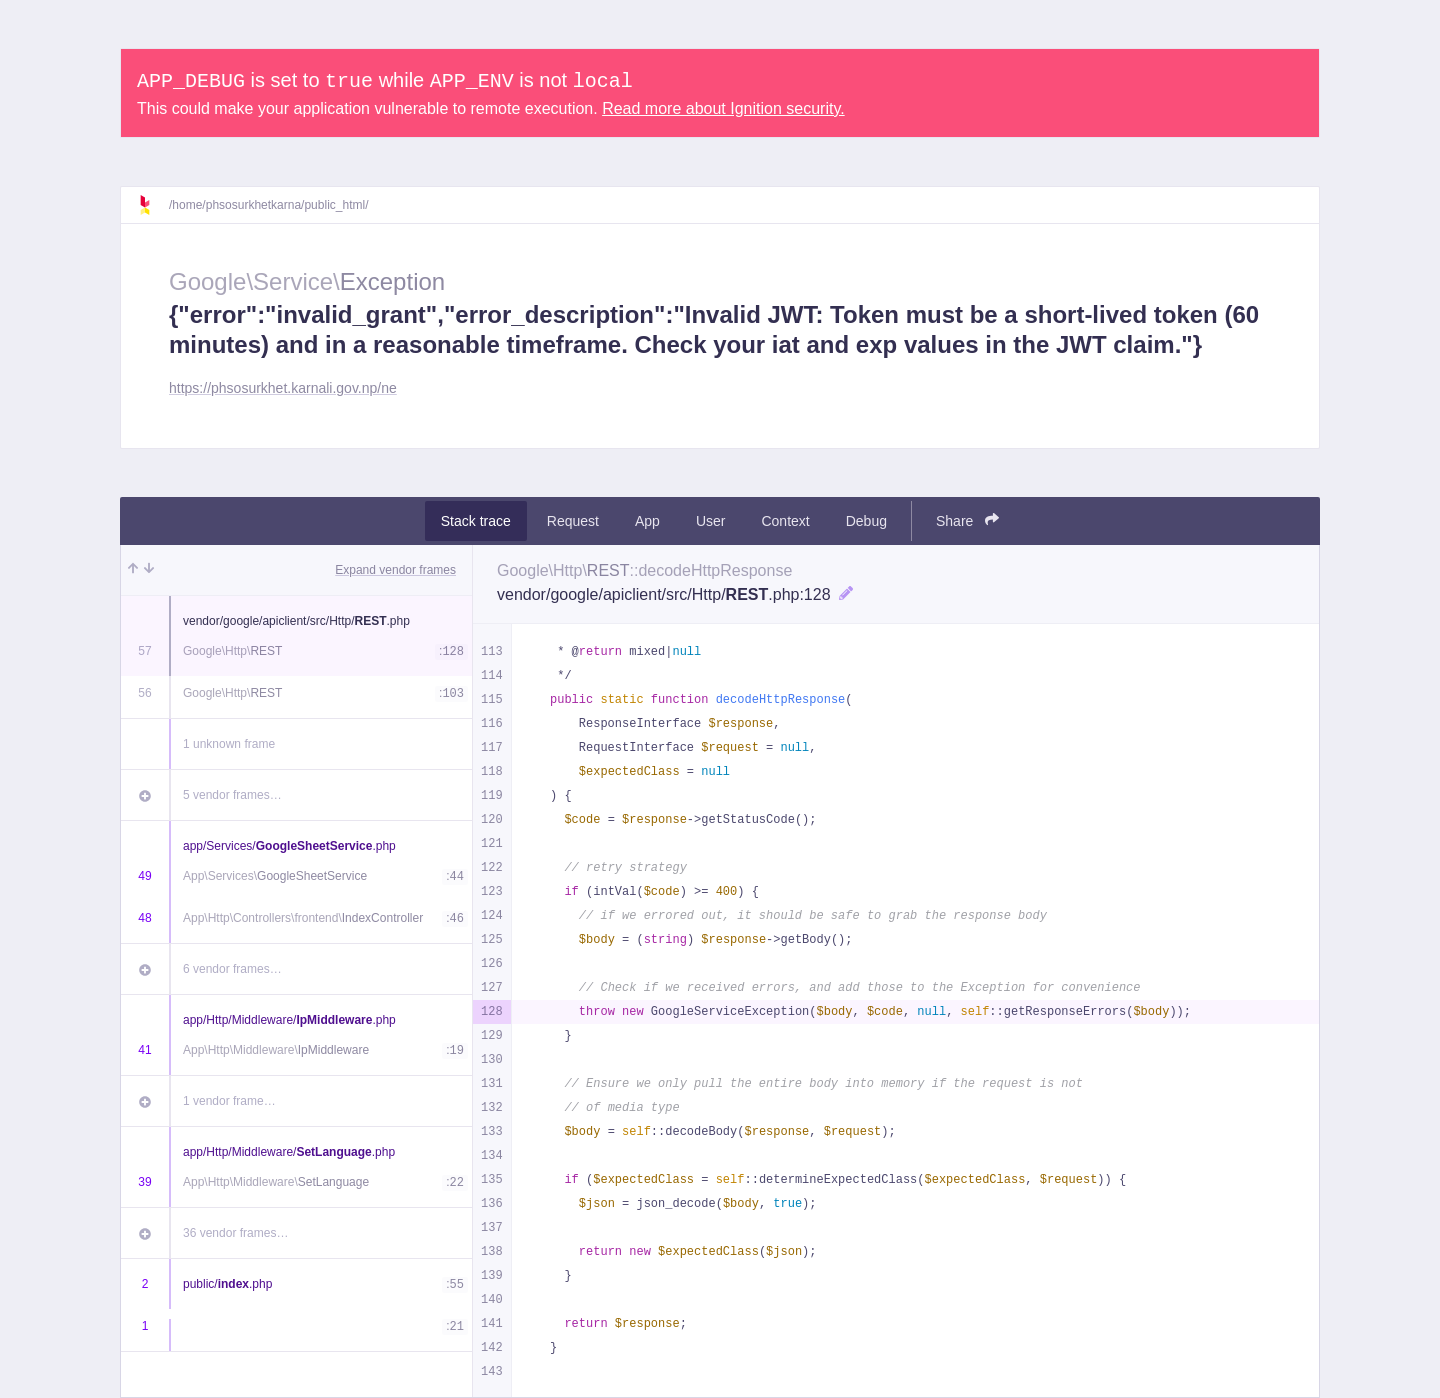 APP_DEBUG is set to true while APP_ENV is not local
This could make your application vulnerable to remote execution. Read more about Ignition security.
/home/phsosurkhetkarna/public_html/
Google\Service\Exception
{"error":"invalid_grant","error_description":"Invalid JWT: Token must be a short-lived token (60
minutes) and in a reasonable timeframe. Check your iat and exp values in the JWT claim."}
https://phsosurkhet.karnali.gov.np/ne
Stack trace Request App User Context Debug Share
Expand vendor frames
vendor/google/apiclient/src/Http/REST.php
57 Google\Http\REST :128
56 Google\Http\REST :103
1 unknown frame
5 vendor frames…
app/Services/GoogleSheetService.php
49 App\Services\GoogleSheetService :44
48 App\Http\Controllers\frontend\IndexController :46
6 vendor frames…
app/Http/Middleware/IpMiddleware.php
41 App\Http\Middleware\IpMiddleware :19
1 vendor frame…
app/Http/Middleware/SetLanguage.php
39 App\Http\Middleware\SetLanguage :22
36 vendor frames…
2 public/index.php :55
1 :21
Google\Http\REST::decodeHttpResponse
vendor/google/apiclient/src/Http/REST.php:128
113 * @return mixed|null
114 */
115 public static function decodeHttpResponse(
116 ResponseInterface $response,
117 RequestInterface $request = null,
118 $expectedClass = null
119 ) {
120 $code = $response->getStatusCode();
121
122 // retry strategy
123 if (intVal($code) >= 400) {
124 // if we errored out, it should be safe to grab the response body
125 $body = (string) $response->getBody();
126
127 // Check if we received errors, and add those to the Exception for convenience
128 throw new GoogleServiceException($body, $code, null, self::getResponseErrors($body));
129 }
130
131 // Ensure we only pull the entire body into memory if the request is not
132 // of media type
133 $body = self::decodeBody($response, $request);
134
135 if ($expectedClass = self::determineExpectedClass($expectedClass, $request)) {
136 $json = json_decode($body, true);
137
138 return new $expectedClass($json);
139 }
140
141 return $response;
142 }
143